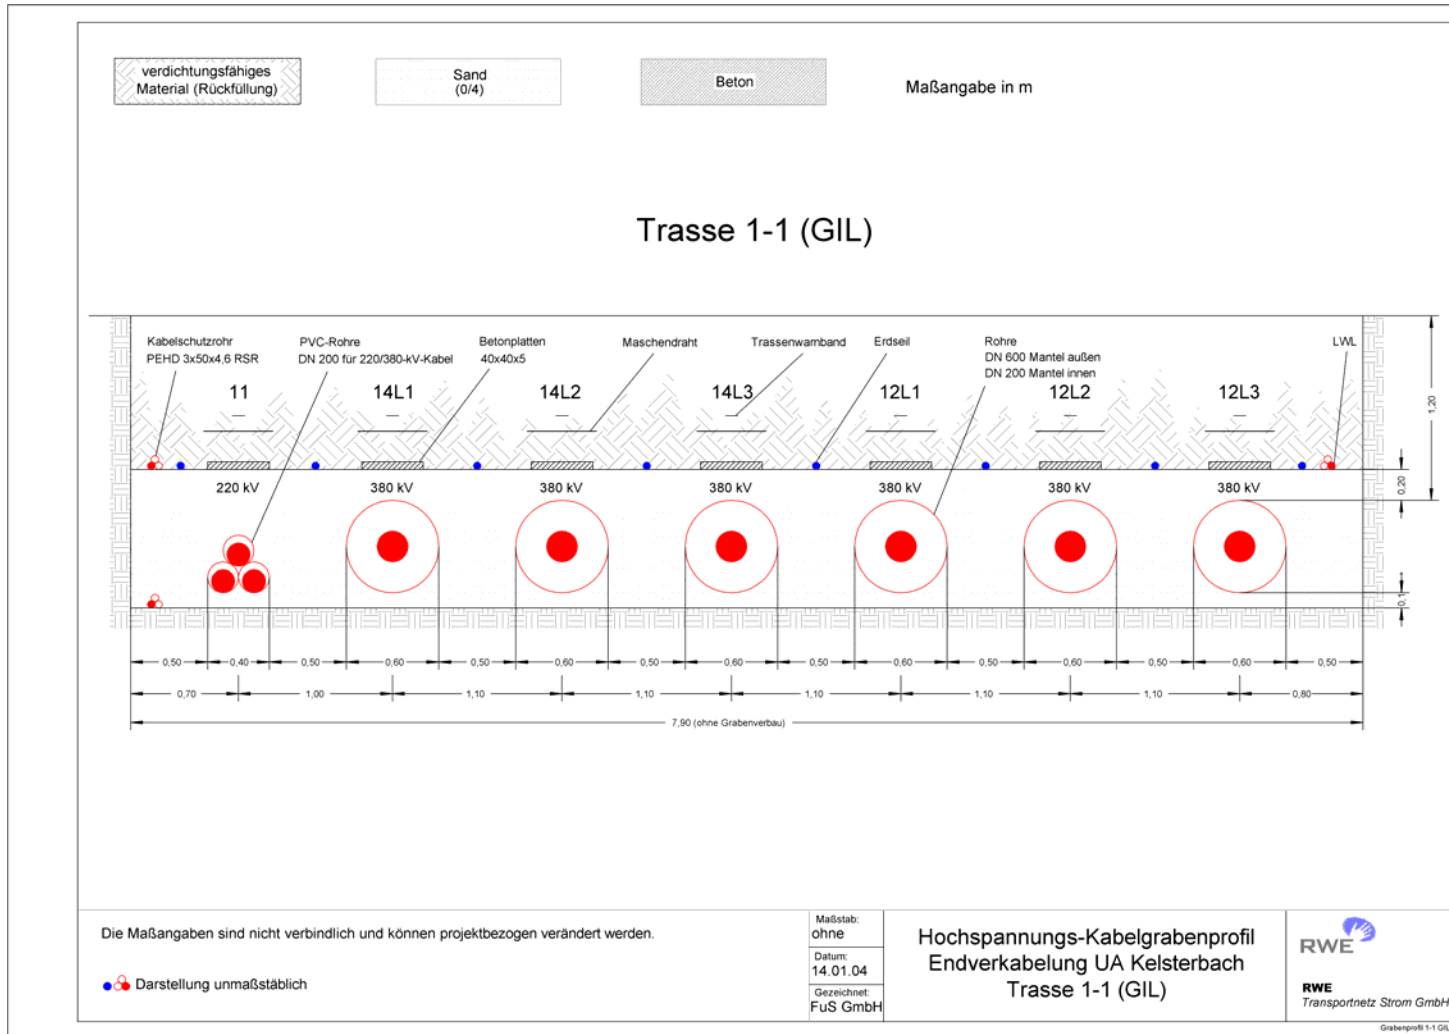 verdichtungsfähiges
Material (Rückfüllung)
Sand
(0/4)
Beton
Maßangabe in m
Trasse 1-1 (GIL)
Kabelschutzrohr
PEHD 3x50x4,6 RSR
PVC-Rohre
DN 200 für 220/380-kV-Kabel
Betonplatten
40x40x5
Maschendraht
Trassenwarnband
Erdseil
Rohre
DN 600 Mantel außen
DN 200 Mantel innen
LWL
11
14L1
14L2
14L3
12L1
12L2
12L3
1,20
220 kV
380 kV
380 kV
380 kV
380 kV
380 kV
380 kV
0,20
0,1
0,50
0,40
0,50
0,60
0,50
0,60
0,50
0,60
0,50
0,60
0,50
0,60
0,50
0,60
0,50
0,70
1,00
1,10
1,10
1,10
1,10
1,10
0,80
7,90 (ohne Grabenverbau)
Die Maßangaben sind nicht verbindlich und können projektbezogen verändert werden.
Darstellung unmaßstäblich
Maßstab:
ohne
Datum:
14.01.04
Gezeichnet:
FuS GmbH
Hochspannungs-Kabelgrabenprofil
Endverkabelung UA Kelsterbach
Trasse 1-1 (GIL)
RWE
RWE
Transportnetz Strom GmbH
Grabenprofil 1-1 GIL